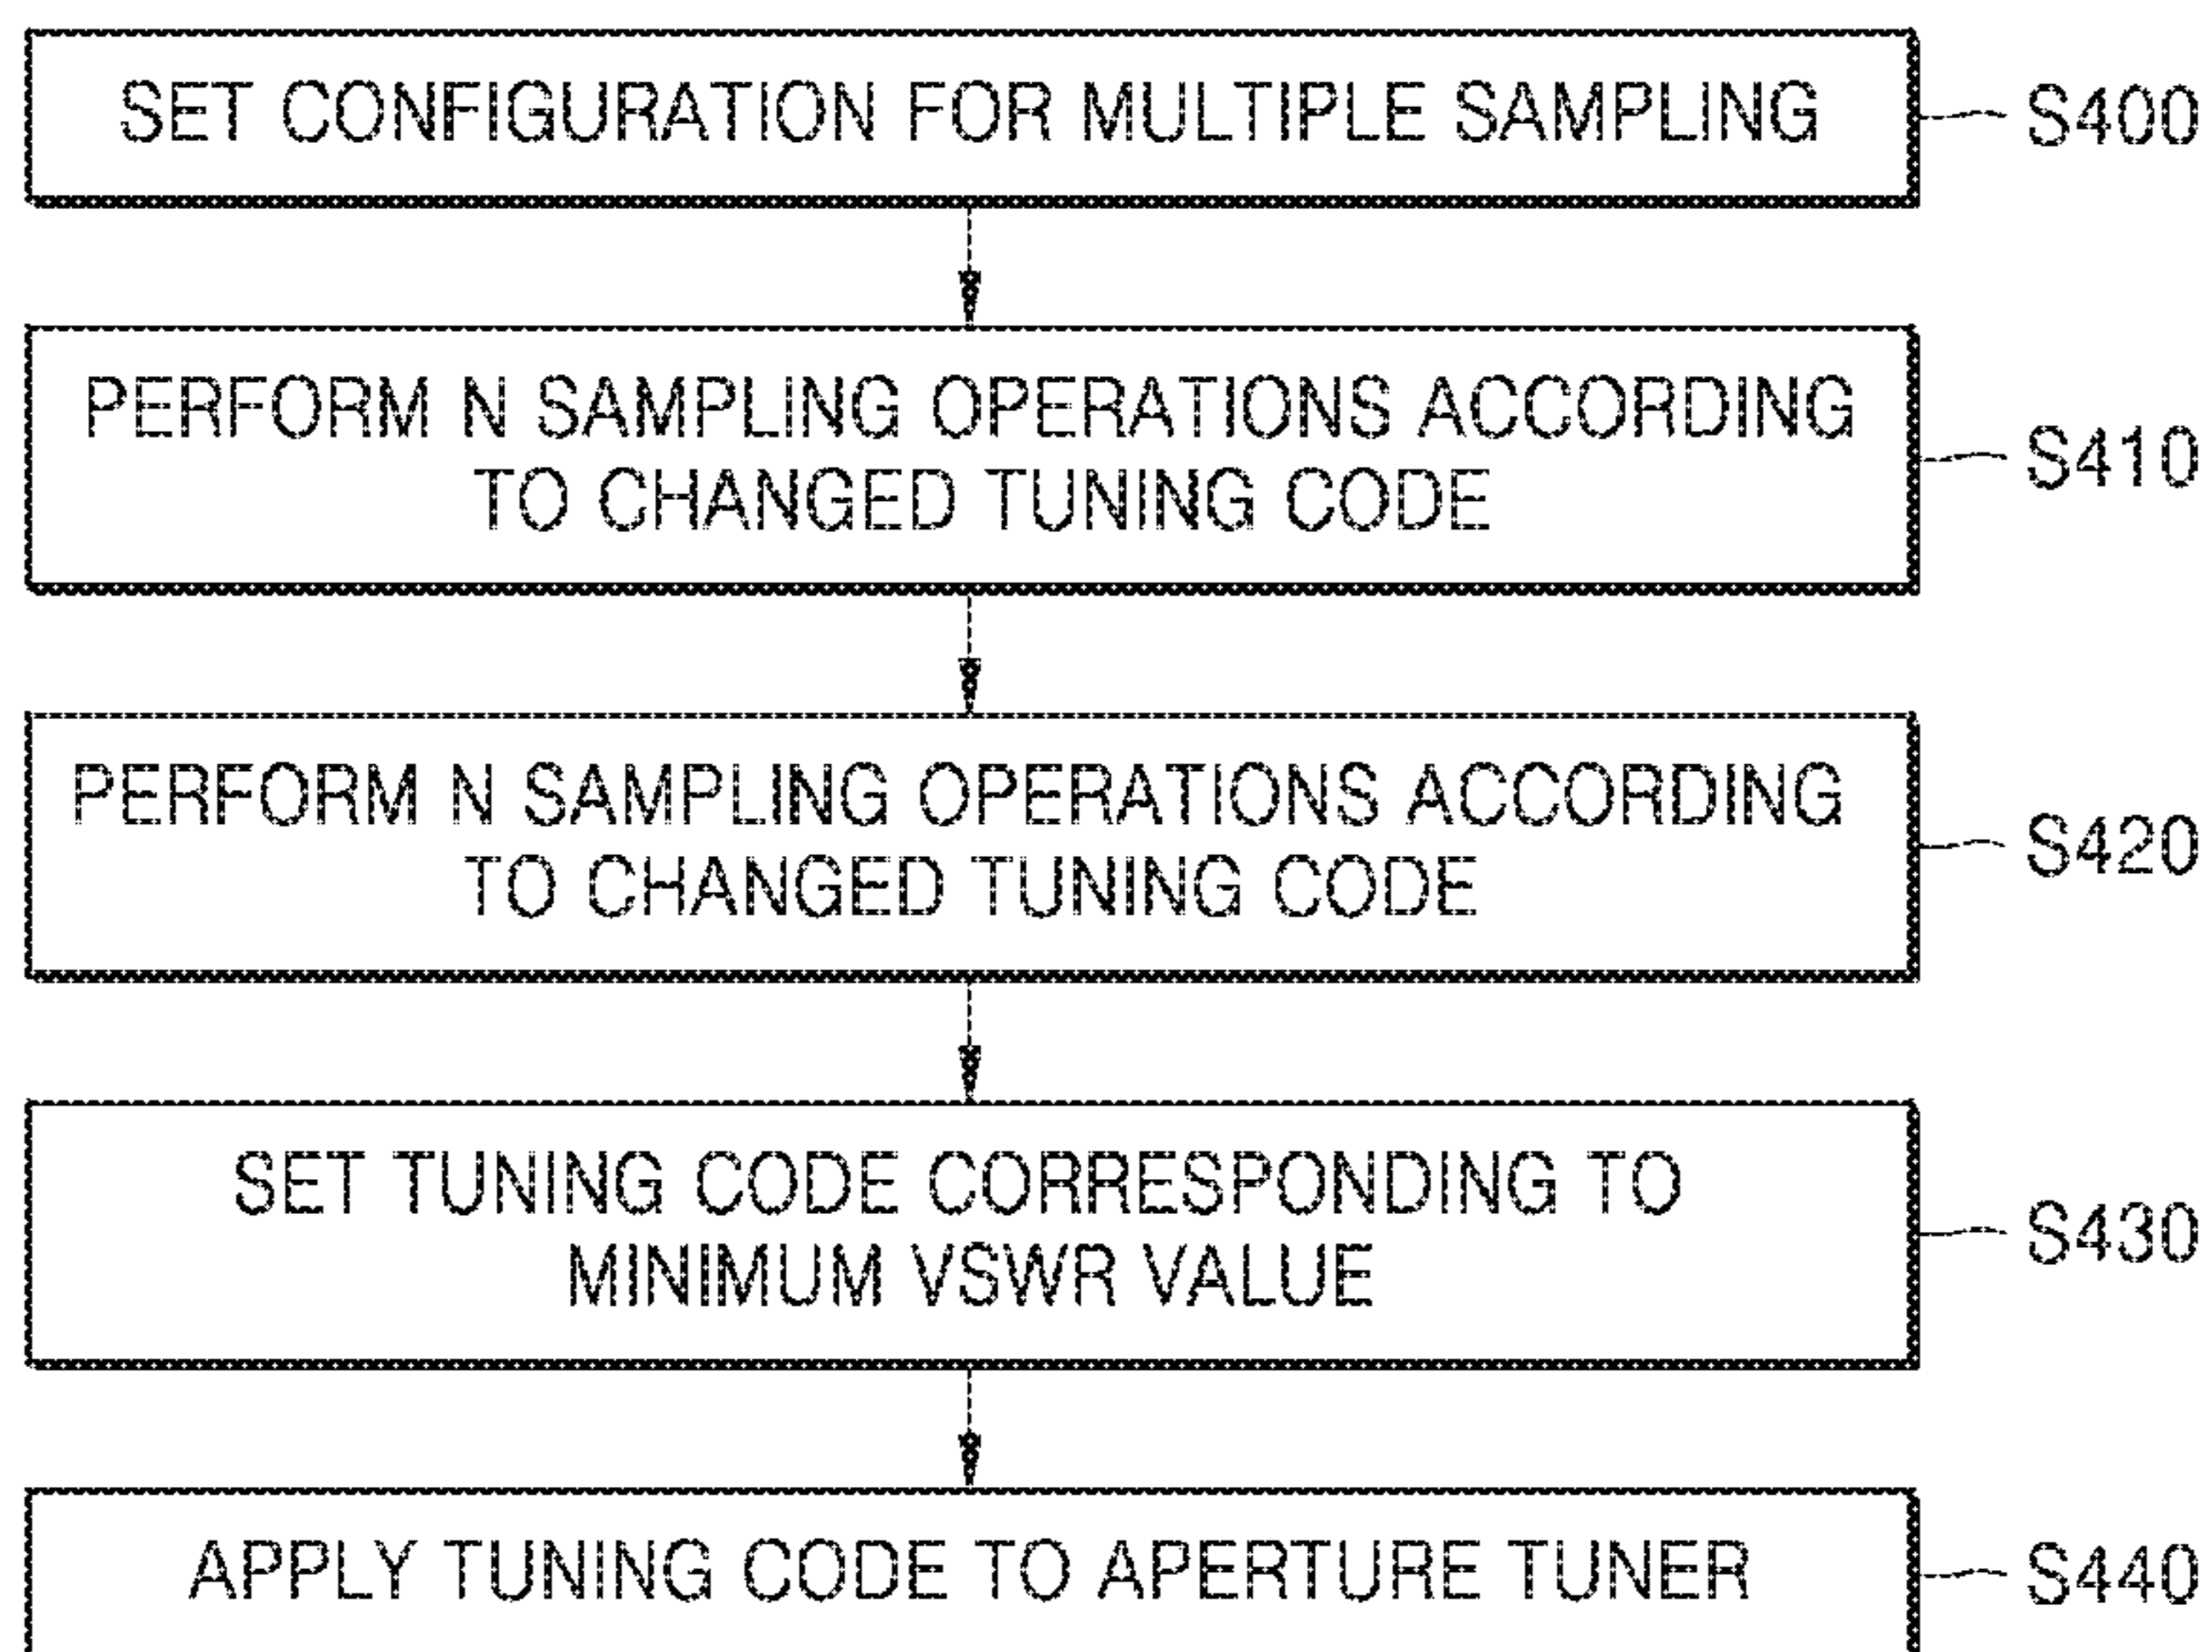 SET CONFIGURATION FOR MULTIPLE SAMPLING
S400
PERFORM N SAMPLING OPERATIONS ACCORDING
TO CHANGED TUNING CODE
S410
PERFORM N SAMPLING OPERATIONS ACCORDING
TO CHANGED TUNING CODE
S420
SET TUNING CODE CORRESPONDING TO
MINIMUM VSWR VALUE
S430
APPLY TUNING CODE TO APERTURE TUNER
S440